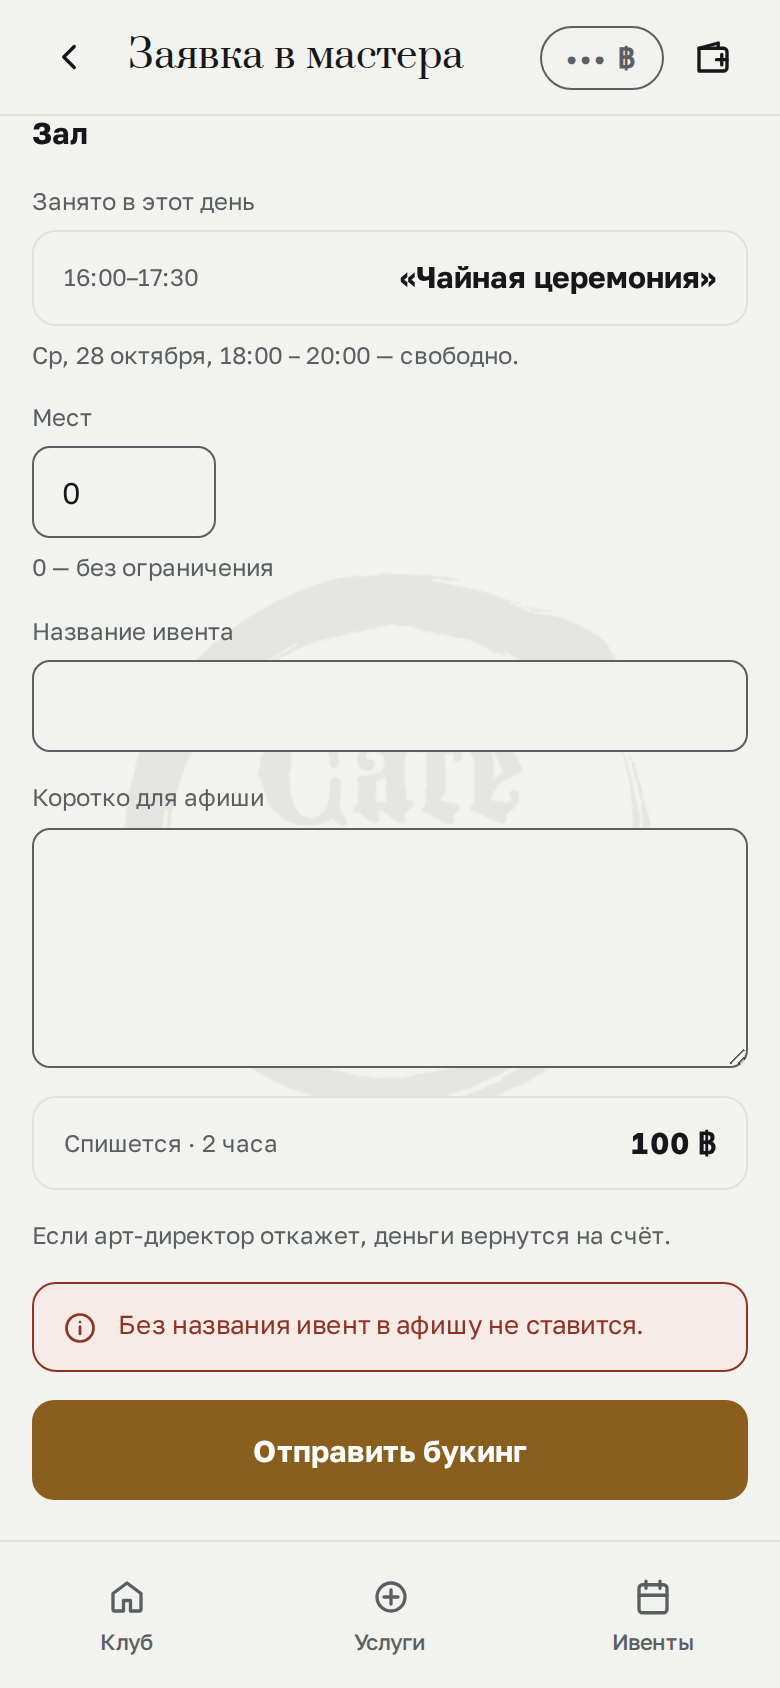 Заявка в мастера
••• ฿
Зал
Занято в этот день
16:00–17:30
«Чайная церемония»
Ср, 28 октября, 18:00 – 20:00 — свободно.
Мест
0
0 — без ограничения
Название ивента
Care
Коротко для афиши
Спишется · 2 часа
100 ฿
Если арт-директор откажет, деньги вернутся на счёт.
Без названия ивент в афишу не ставится.
Отправить букинг
Клуб
Услуги
Ивенты